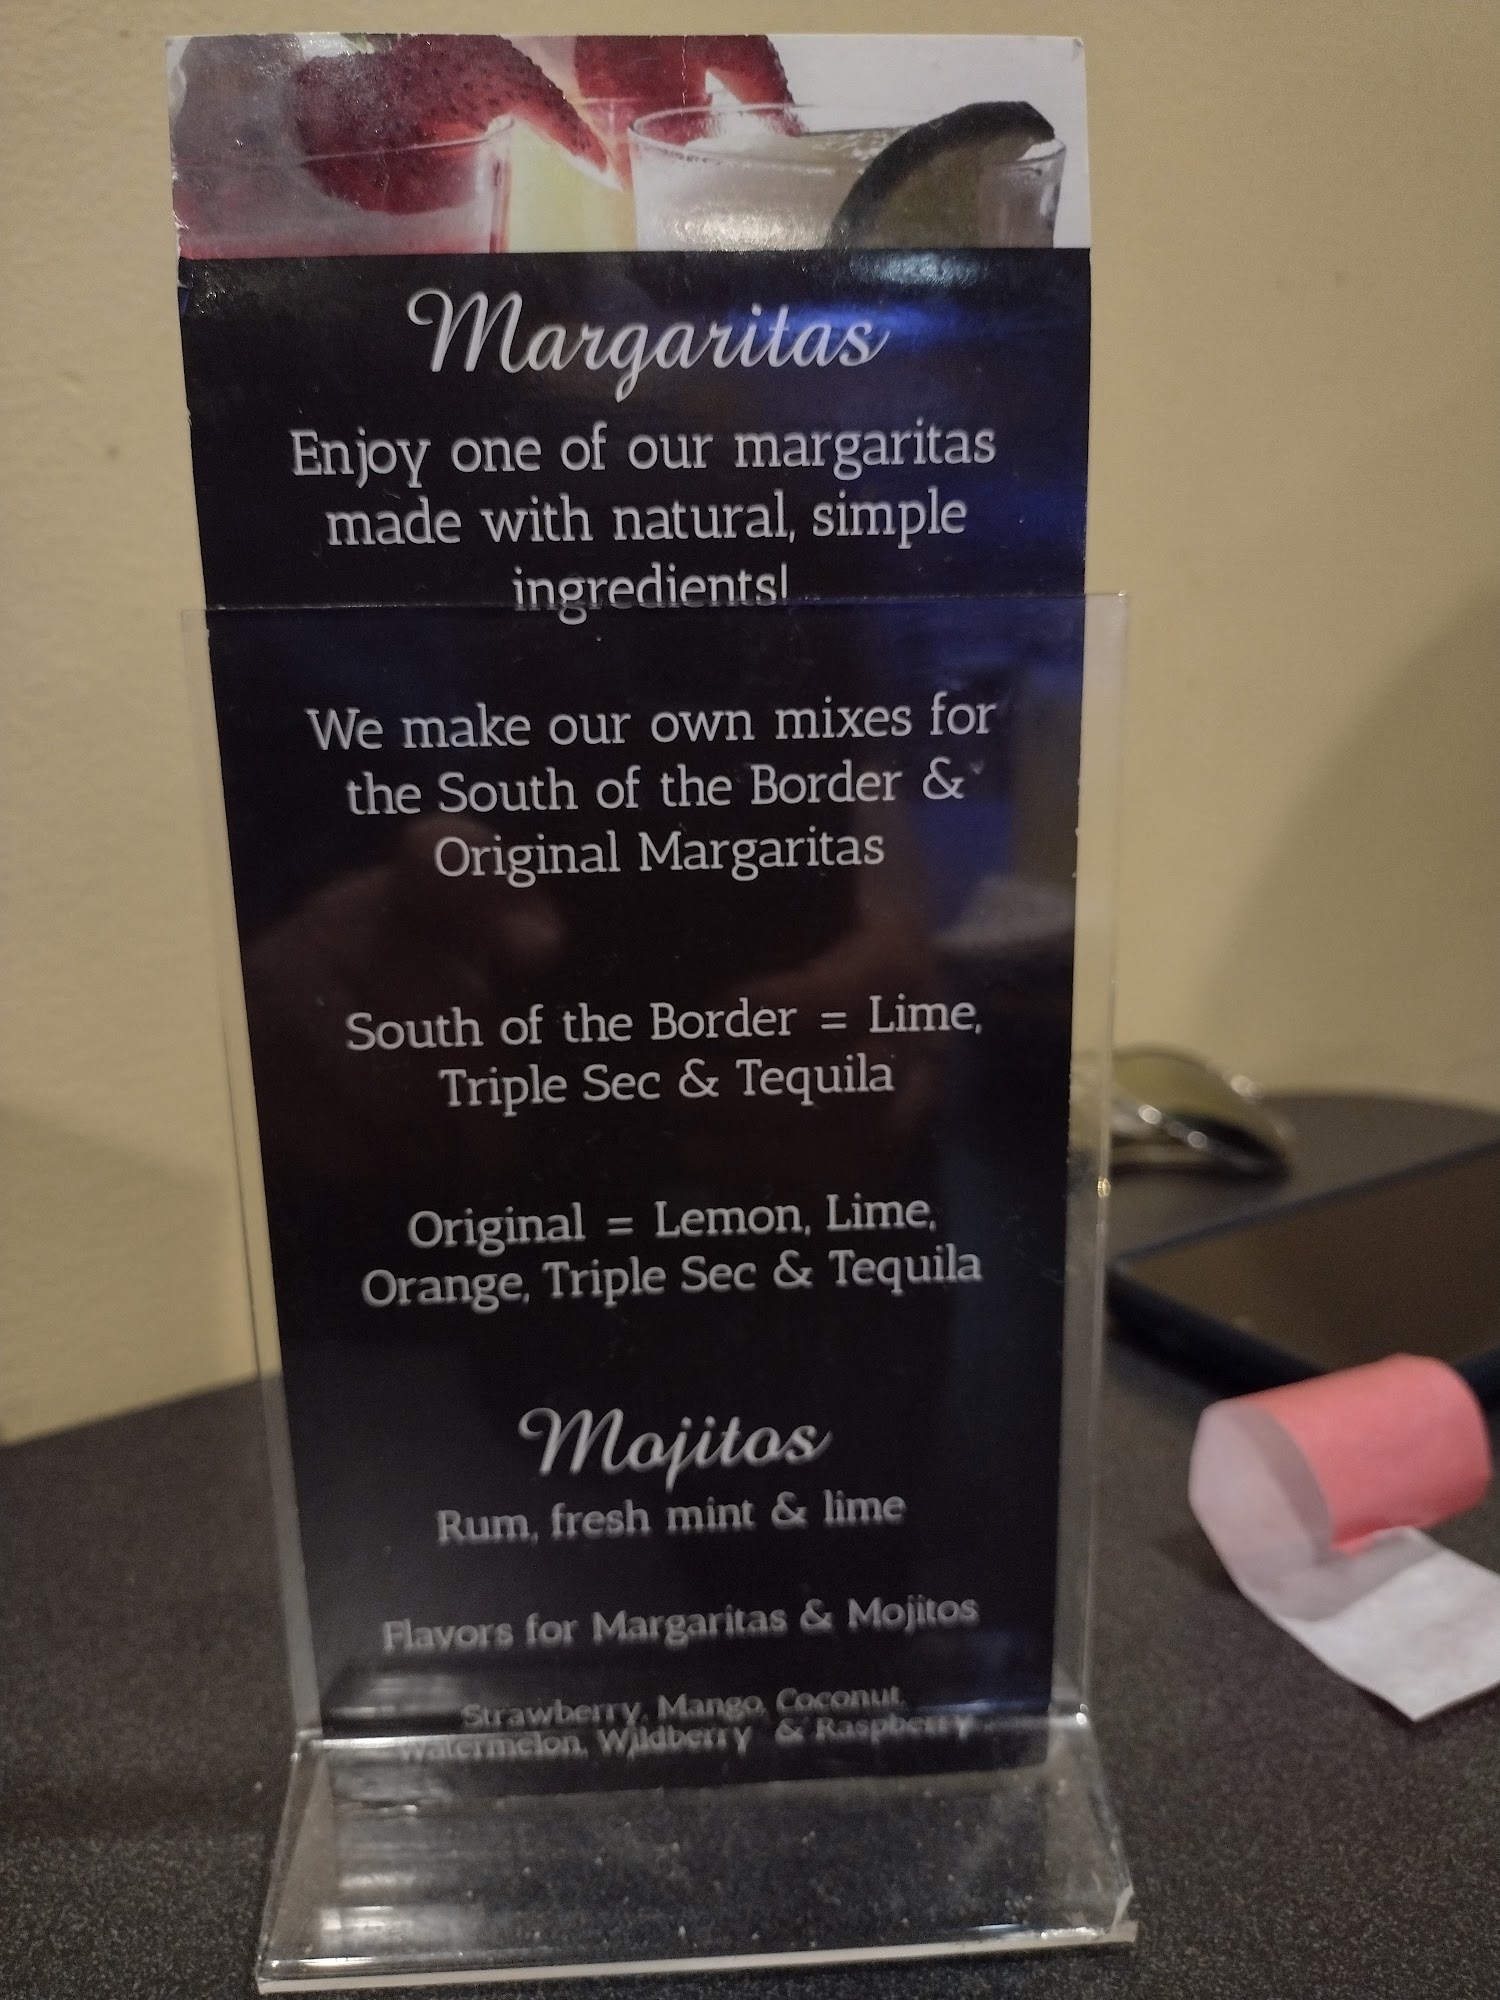 Margaritas
Enjoy one of our margaritas
made with natural, simple
ingredients!
We make our own mixes for
the South of the Border &
Original Margaritas
South of the Border = Lime,
Triple Sec & Tequila
Original = Lemon, Lime,
Orange, Triple Sec & Tequila
Mojitos
Rum, fresh mint & lime
Flavors for Margaritas & Mojitos
Strawberry, Mango, Coconut,
Watermelon, Wildberry & Raspberry